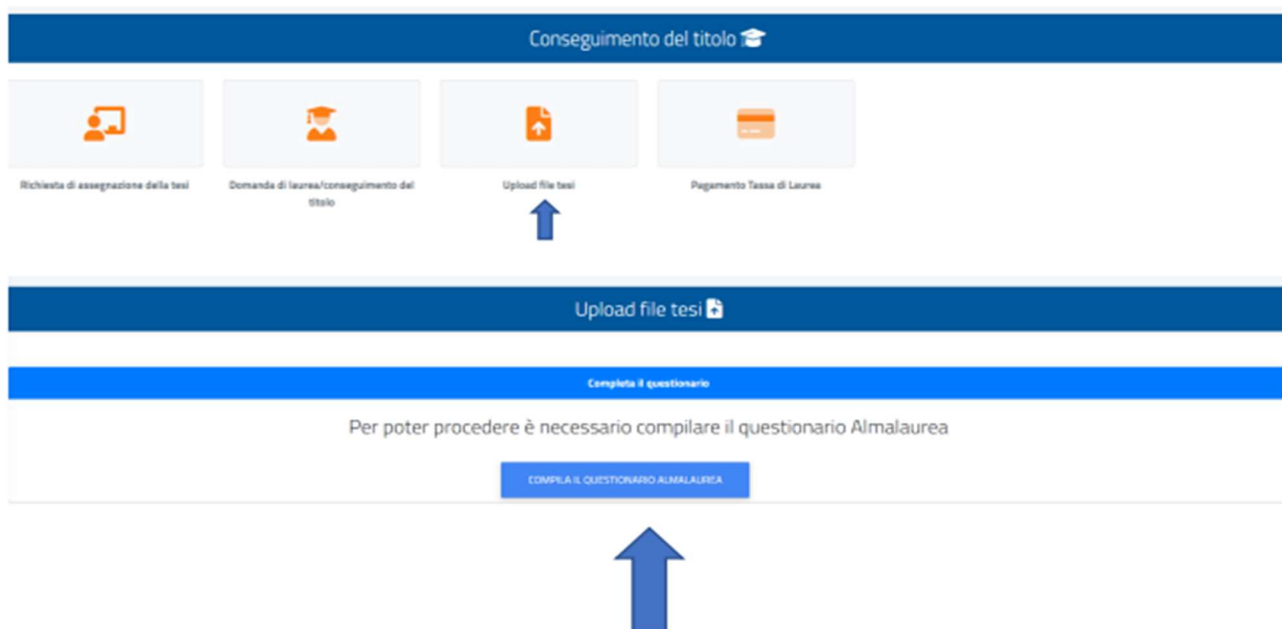 Conseguimento del titolo
Richiesta di assegnazione della tesi
Domanda di laurea/conseguimento del
titolo
Upload file tesi
Pagamento Tassa di Laurea
Upload file tesi
Completa il questionario
Per poter procedere è necessario compilare il questionario Almalaurea
COMPILA IL QUESTIONARIO ALMALAUREA